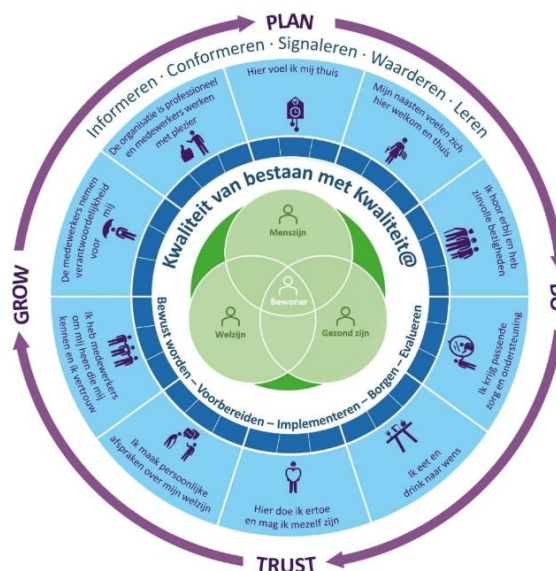 PLAN
Informeren · Conformeren · Signaleren · Waarderen · Leren
Hier voel ik mij thuis
Mijn naasten voelen zich
hier welkom en thuis
Ik hoor erbij en heb
zinvolle bezigheden
Ik krijg passende
zorg en ondersteuning
Ik eet en
drink naar wens
Hier doe ik ertoe
en mag ik mezelf zijn
Ik maak persoonlijke
afspraken over mijn welzijn
Ik heb medewerkers
om mij heen die mij
kennen en ik vertrouw
De medewerkers nemen
verantwoordelijkheid
voor mij
De organisatie is professioneel
en medewerkers werken
met plezier
Kwaliteit van bestaan met Kwaliteit@
Menszijn
Bewoner
Welzijn
Gezond zijn
Bewust worden – Voorbereiden – Implementeren – Borgen – Evalueren
TRUST
GROW